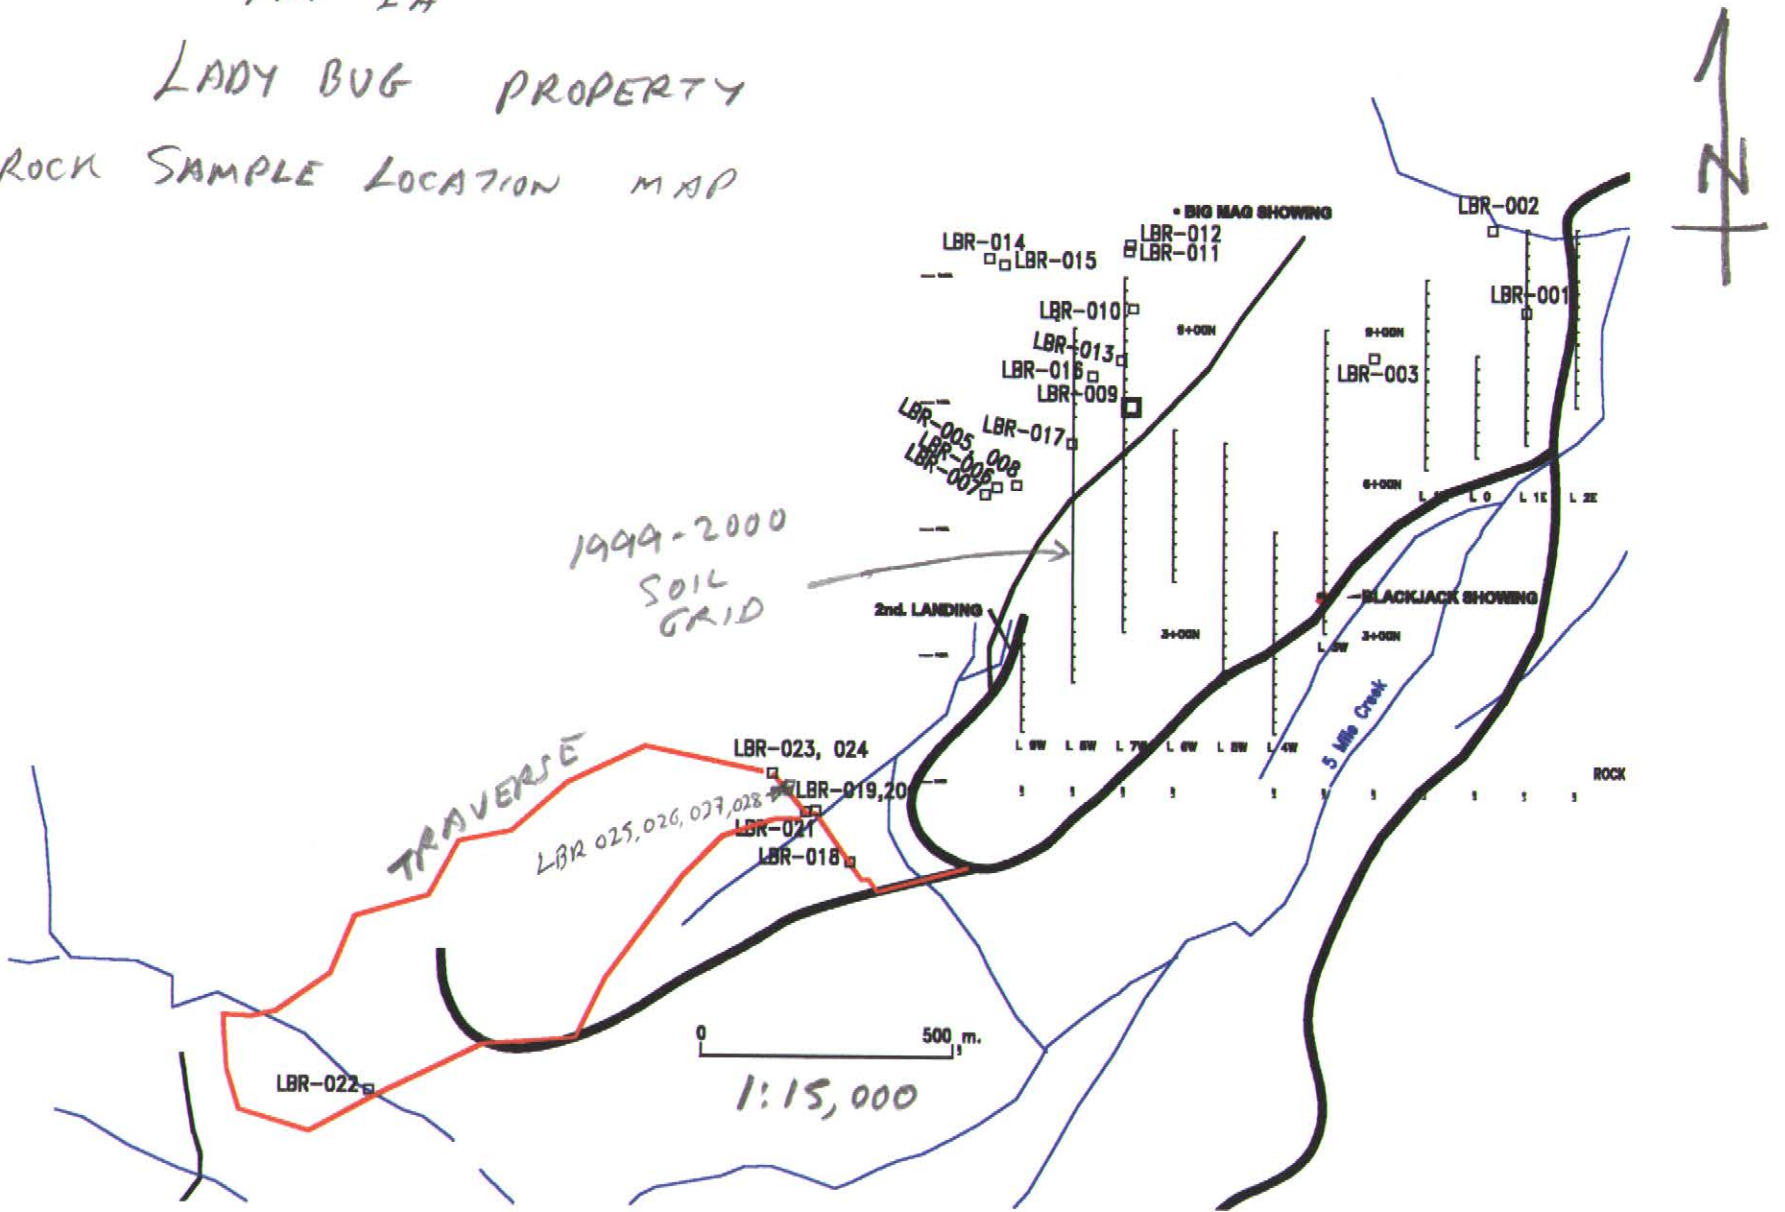 LADY BUG PROPERTY
ROCK SAMPLE LOCATION MAP
N
LBR-002
• BIG MAG SHOWING
LBR-012
LBR-011
LBR-014
LBR-015
LBR-001
LBR-010
9+00N
9+00N
LBR-013
LBR-016
LBR-003
LBR-009
LBR-005, 008
LBR-017
LBR-006
LBR-007
6+00N
L 0
L 1E
L 2E
1999-2000
SOIL
GRID
BLACKJACK SHOWING
2nd. LANDING
3+00N
3+00N
L 3W
5 Mile Creek
L 9W
L 8W
L 7W
L 6W
L 5W
L 4W
ROCK
TRAVERSE
LBR-023, 024
LBR-019,20
LBR 025, 026, 027, 028
LBR-021
LBR-018
0
500 m.
1:15,000
LBR-022